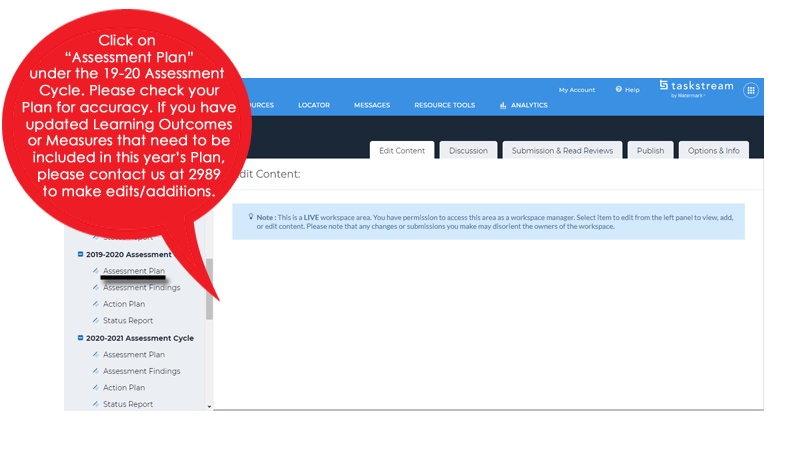 Click on
“Assessment Plan”
under the 19-20 Assessment
Cycle. Please check your
Plan for accuracy. If you have
updated Learning Outcomes
or Measures that need to be
included in this year’s Plan,
please contact us at 2989
to make edits/additions.
My Account
Help
taskstream
by Watermark
LOCATOR
MESSAGES
RESOURCE TOOLS
ANALYTICS
Edit Content
Discussion
Submission & Read Reviews
Publish
Options & Info
dit Content:
Note : This is a LIVE workspace area. You have permission to access this area as a workspace manager. Select item to edit from the left panel to view, add,
or edit content. Please note that any changes or submissions you make may disorient the owners of the workspace.
2019-2020 Assessment
Assessment Plan
Assessment Findings
Action Plan
Status Report
2020-2021 Assessment Cycle
Assessment Plan
Assessment Findings
Action Plan
Status Report